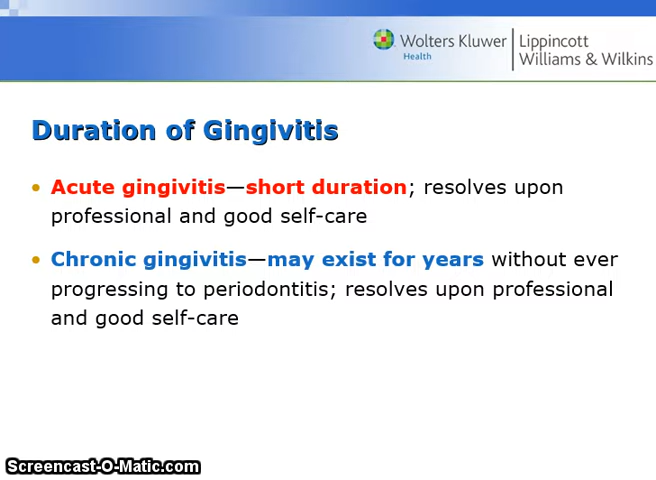 Wolters Kluwer
Health
Lippincott
Williams & Wilkins
Duration of Gingivitis
• Acute gingivitis—short duration; resolves upon
professional and good self-care
• Chronic gingivitis—may exist for years without ever
progressing to periodontitis; resolves upon professional
and good self-care
Screencast-O-Matic.com